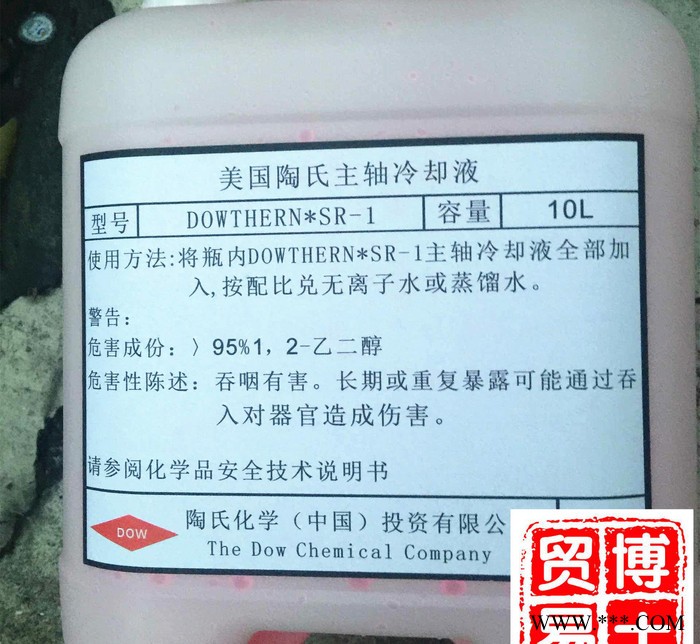 美国陶氏主轴冷却液
型号 DOWTHERN*SR-1 容量 10L
使用方法:将瓶内DOWTHERN*SR-1主轴冷却液全部加
入,按配比兑无离子水或蒸馏水。
警告:
危害成份:〉95%1，2-乙二醇
危害性陈述：吞咽有害。长期或重复暴露可能通过吞
入对器官造成伤害。
请参阅化学品安全技术说明书
DOW
陶氏化学（中国）投资有限公
The Dow Chemical Company
贸博
易士
WWW.***.COM